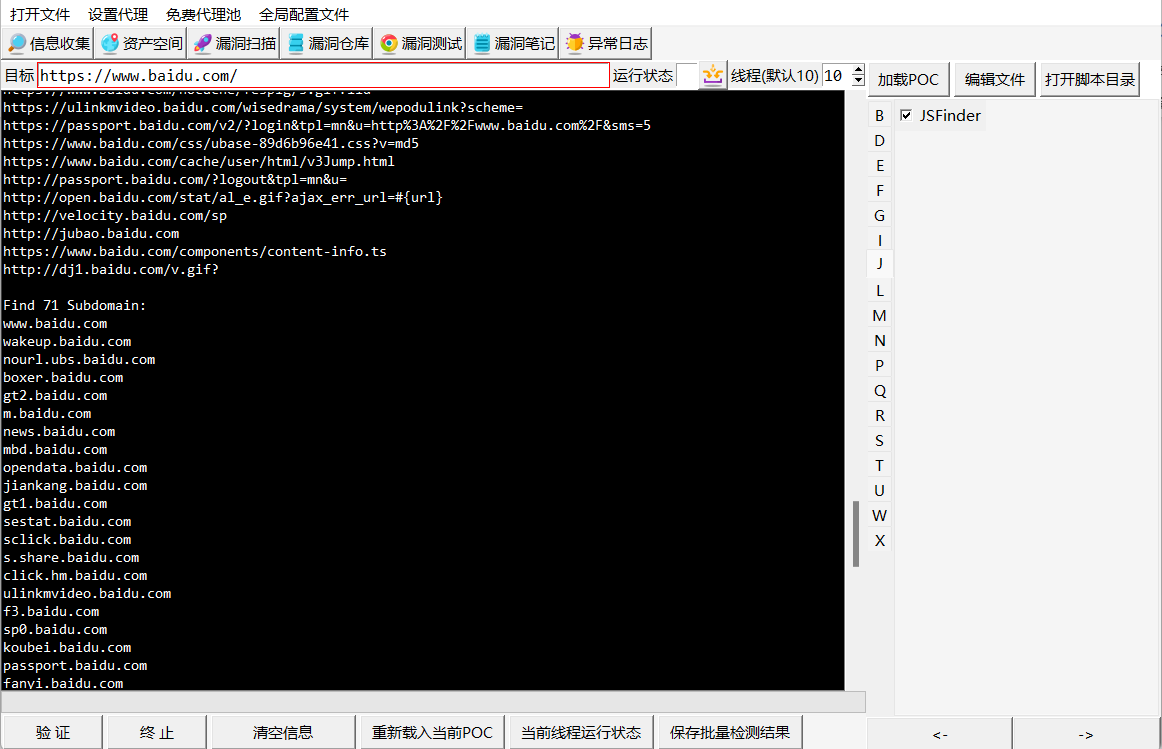 打开文件 设置代理 免费代理池 全局配置文件
信息收集 资产空间 漏洞扫描 漏洞仓库 漏洞测试 漏洞笔记 异常日志
目标 https://www.baidu.com/ 运行状态 线程(默认10) 10 加载POC 编辑文件 打开脚本目录
https://ulinkmvideo.baidu.com/wisedrama/system/wepodulink?scheme=
https://passport.baidu.com/v2/?login&tpl=mn&u=http%3A%2F%2Fwww.baidu.com%2F&sms=5
https://www.baidu.com/css/ubase-89d6b96e41.css?v=md5
https://www.baidu.com/cache/user/html/v3Jump.html
http://passport.baidu.com/?logout&tpl=mn&u=
http://open.baidu.com/stat/al_e.gif?ajax_err_url=#{url}
http://velocity.baidu.com/sp
http://jubao.baidu.com
https://www.baidu.com/components/content-info.ts
http://dj1.baidu.com/v.gif?
Find 71 Subdomain:
www.baidu.com
wakeup.baidu.com
nourl.ubs.baidu.com
boxer.baidu.com
gt2.baidu.com
m.baidu.com
news.baidu.com
mbd.baidu.com
opendata.baidu.com
jiankang.baidu.com
gt1.baidu.com
sestat.baidu.com
sclick.baidu.com
s.share.baidu.com
click.hm.baidu.com
ulinkmvideo.baidu.com
f3.baidu.com
sp0.baidu.com
koubei.baidu.com
passport.baidu.com
fanyi.baidu.com
B
D
E
F
G
I
J
L
M
N
P
Q
R
S
T
U
W
X
JSFinder
验 证 终 止 清空信息 重新载入当前POC 当前线程运行状态 保存批量检测结果 <- ->